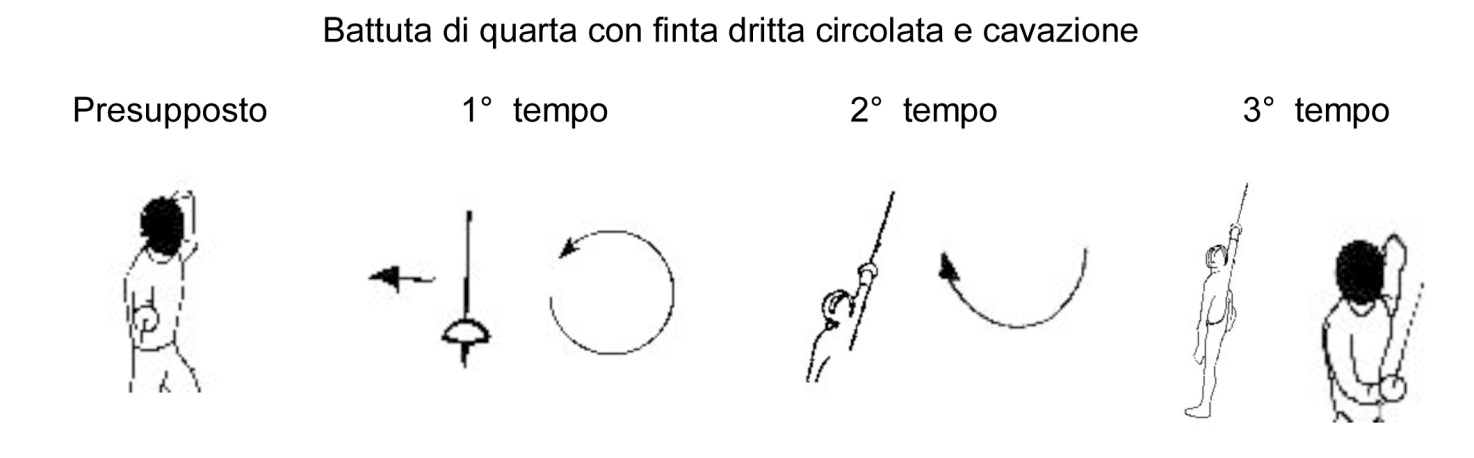 Battuta di quarta con finta dritta circolata e cavazione
Presupposto 1° tempo 2° tempo 3° tempo